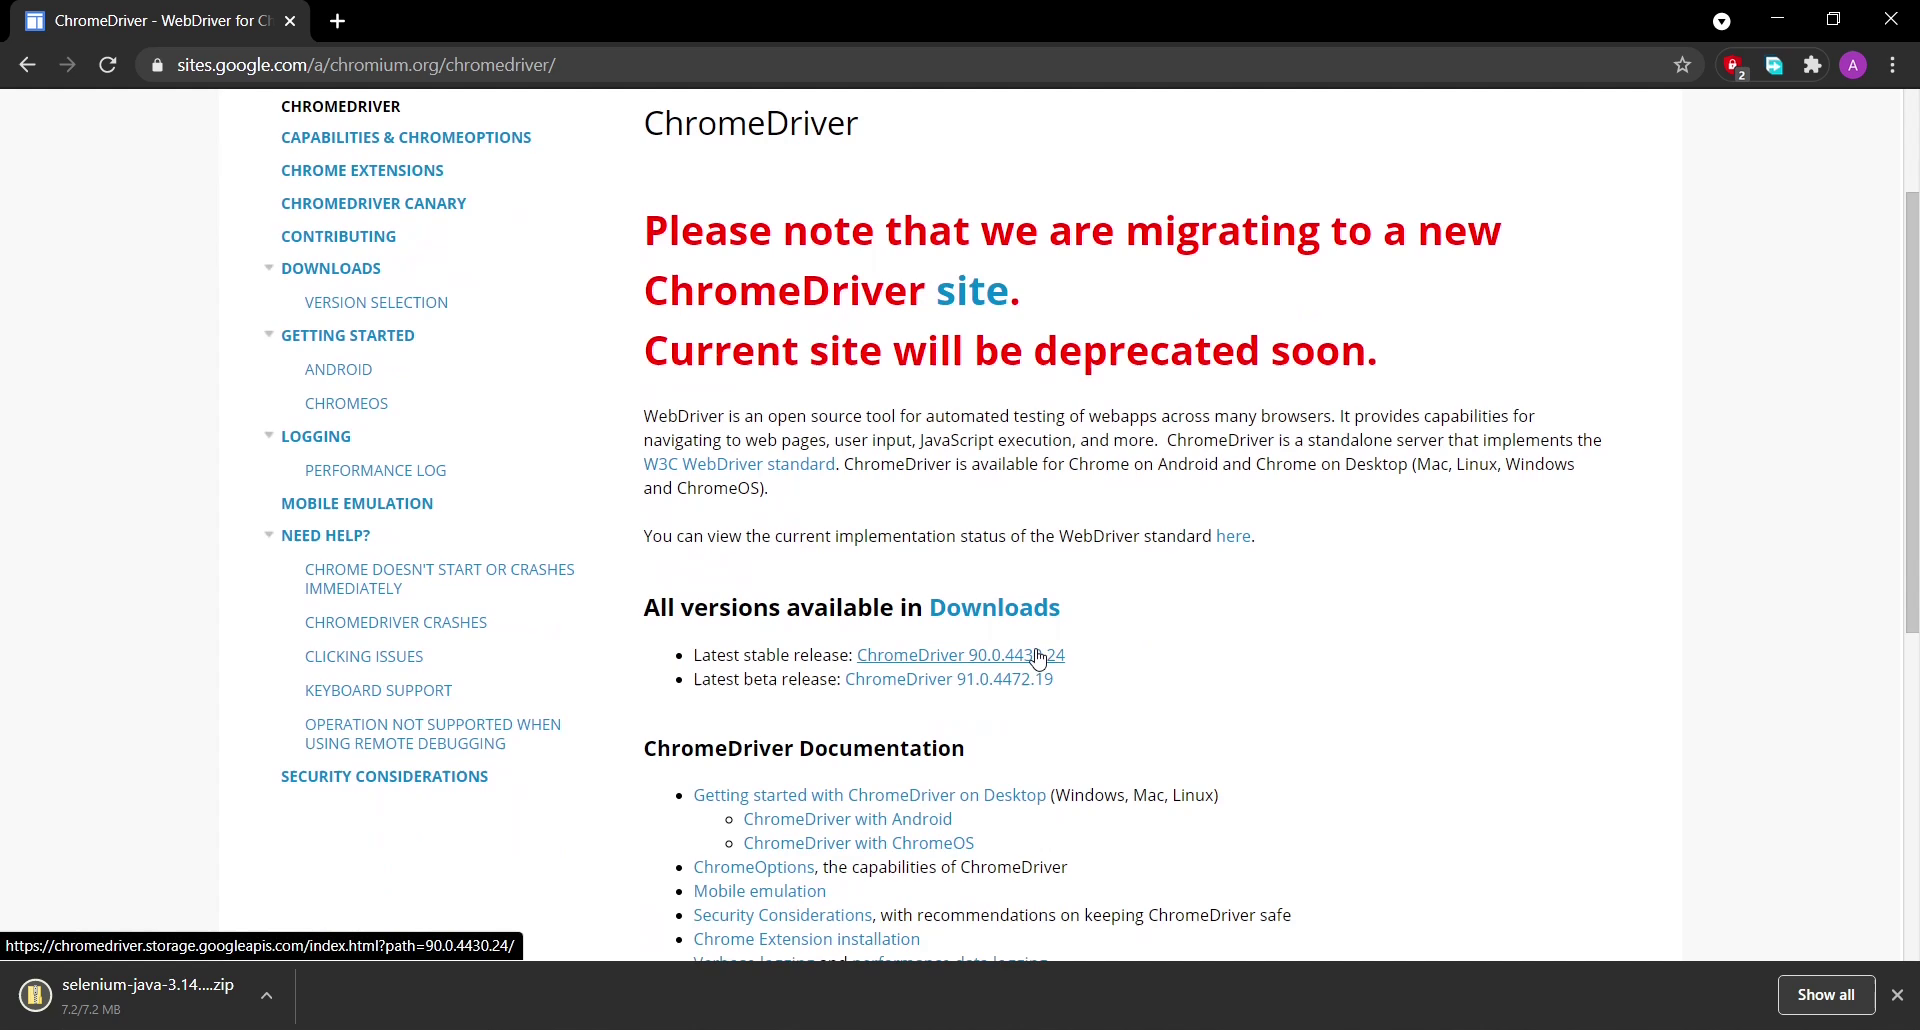 ChromeDriver - WebDriver for Ch
sites.google.com/a/chromium.org/chromedriver/
2
A
CHROMEDRIVER
CAPABILITIES & CHROMEOPTIONS
CHROME EXTENSIONS
CHROMEDRIVER CANARY
CONTRIBUTING
DOWNLOADS
VERSION SELECTION
GETTING STARTED
ANDROID
CHROMEOS
LOGGING
PERFORMANCE LOG
MOBILE EMULATION
NEED HELP?
CHROME DOESN'T START OR CRASHES
IMMEDIATELY
CHROMEDRIVER CRASHES
CLICKING ISSUES
KEYBOARD SUPPORT
OPERATION NOT SUPPORTED WHEN
USING REMOTE DEBUGGING
SECURITY CONSIDERATIONS
ChromeDriver
Please note that we are migrating to a new
ChromeDriver site.
Current site will be deprecated soon.
WebDriver is an open source tool for automated testing of webapps across many browsers. It provides capabilities for
navigating to web pages, user input, JavaScript execution, and more. ChromeDriver is a standalone server that implements the
W3C WebDriver standard. ChromeDriver is available for Chrome on Android and Chrome on Desktop (Mac, Linux, Windows
and ChromeOS).
You can view the current implementation status of the WebDriver standard here.
All versions available in Downloads
Latest stable release: ChromeDriver 90.0.4430.24
Latest beta release: ChromeDriver 91.0.4472.19
ChromeDriver Documentation
Getting started with ChromeDriver on Desktop (Windows, Mac, Linux)
ChromeDriver with Android
ChromeDriver with ChromeOS
ChromeOptions, the capabilities of ChromeDriver
Mobile emulation
Security Considerations, with recommendations on keeping ChromeDriver safe
Chrome Extension installation
Verbose logging and performance data logging
https://chromedriver.storage.googleapis.com/index.html?path=90.0.4430.24/
selenium-java-3.14....zip
7.2/7.2 MB
Show all